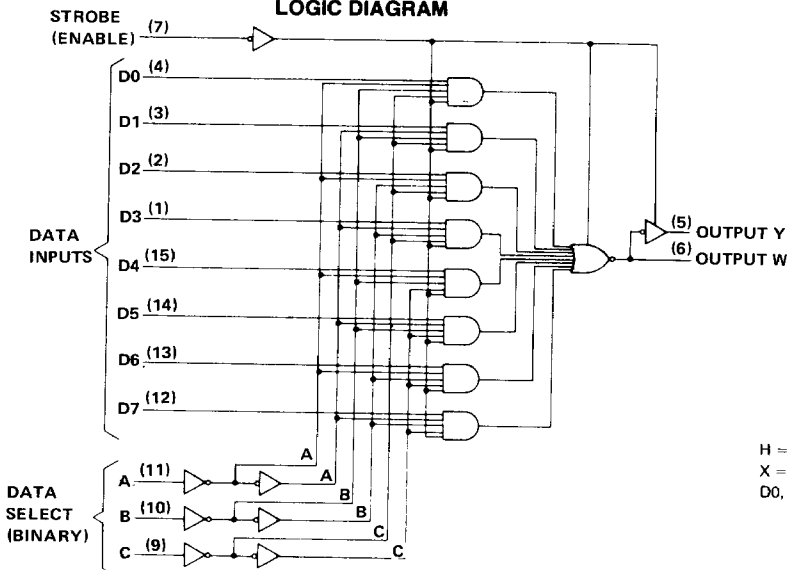 LOGIC DIAGRAM
STROBE (7)
(ENABLE)
D0 (4)
D1 (3)
D2 (2)
D3 (1)
DATA
INPUTS
D4 (15)
D5 (14)
D6 (13)
D7 (12)
(5) OUTPUT Y
(6) OUTPUT W
A
A (11)
A
B
DATA
SELECT
(BINARY)
B (10)
B
C
C (9)
C
H =
X =
D0,